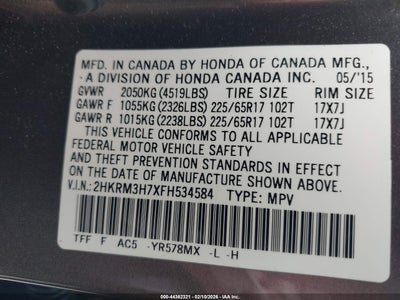 MFD. IN CANADA BY HONDA OF CANADA MFG.,
A DIVISION OF HONDA CANADA INC. 05/'15
GVWR 2050KG (4519LBS) TIRE SIZE RIM SIZE
GAWR F 1055KG (2326LBS) 225/65R17 102T 17X7J
GAWR R 1015KG (2238LBS) 225/65R17 102T 17X7J
THIS VEHICLE CONFORMS TO ALL APPLICABLE
FEDERAL MOTOR VEHICLE SAFETY
AND THEFT PREVENTION STANDARDS IN EFFECT ON
THE DATE OF MANUFACTURE SHOWN ABOVE.
V.I.N.: 2HKRM3H7XFH534584 TYPE: MPV
TFF F AC5 -YR578MX -L -H
000-44362321 - 02/10/2026 - IAAI.COM